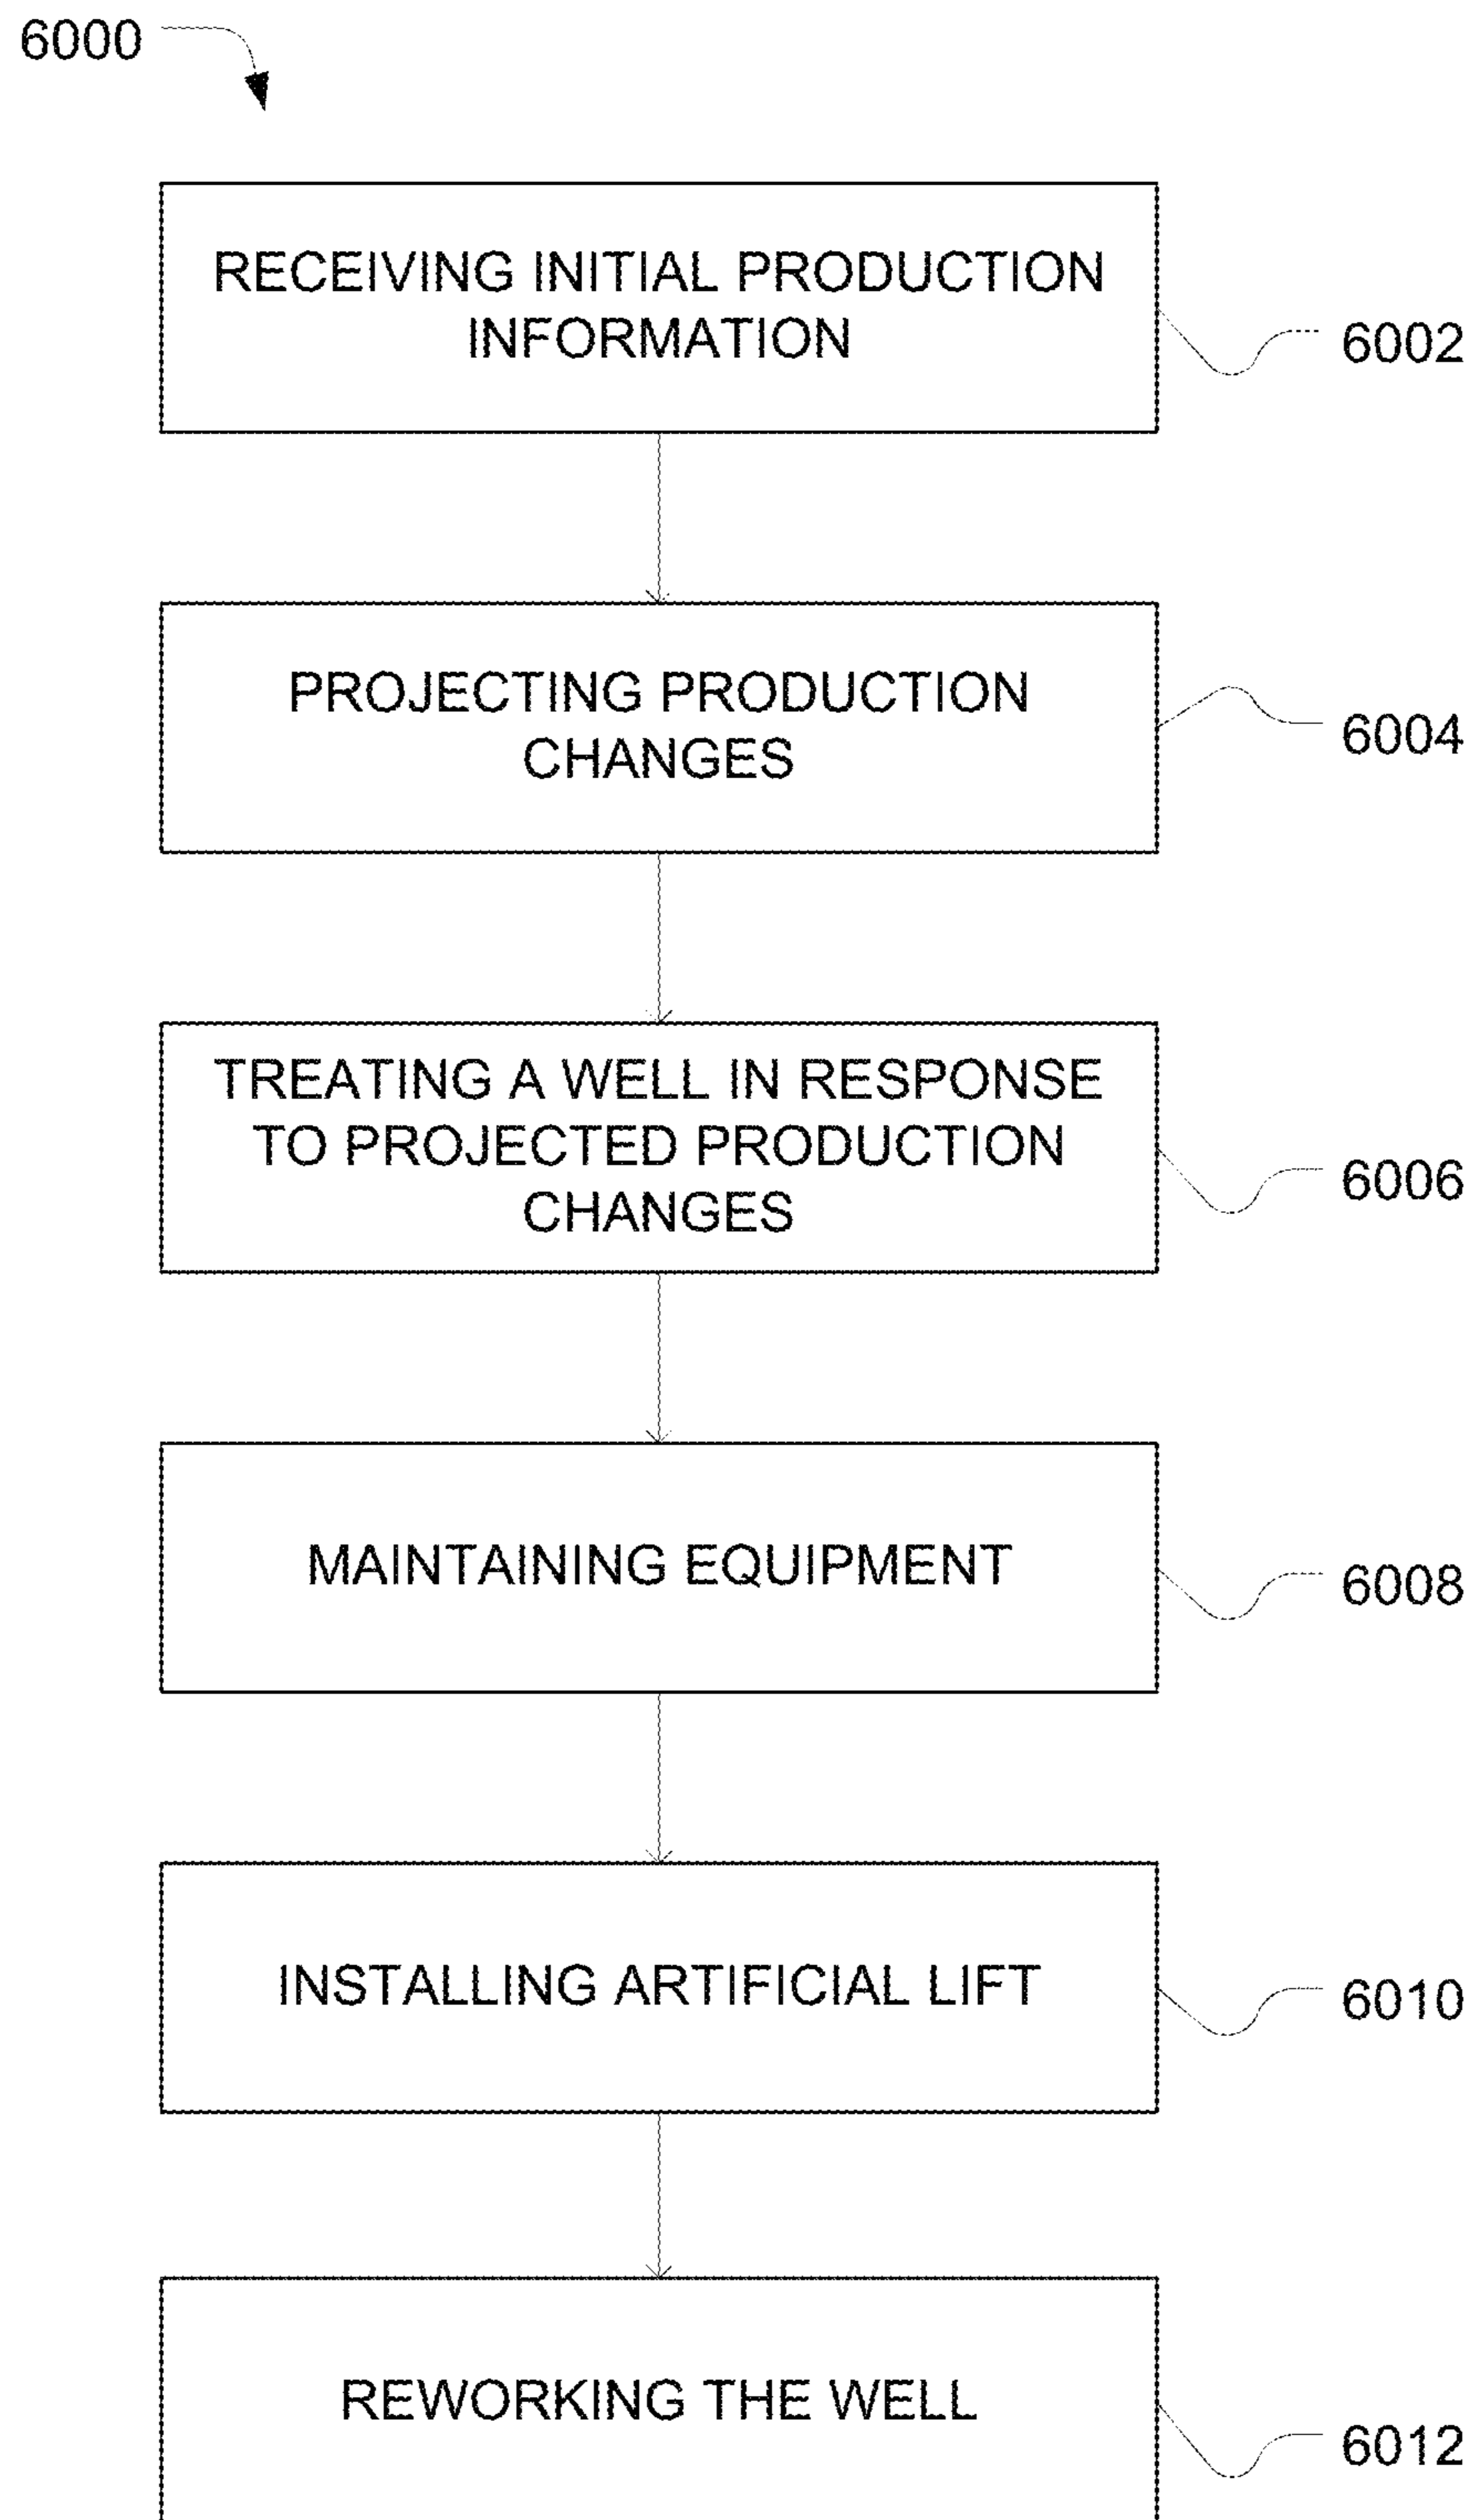 6000
RECEIVING INITIAL PRODUCTION
INFORMATION
6002
PROJECTING PRODUCTION
CHANGES
6004
TREATING A WELL IN RESPONSE
TO PROJECTED PRODUCTION
CHANGES
6006
MAINTAINING EQUIPMENT
6008
INSTALLING ARTIFICIAL LIFT
6010
REWORKING THE WELL
6012